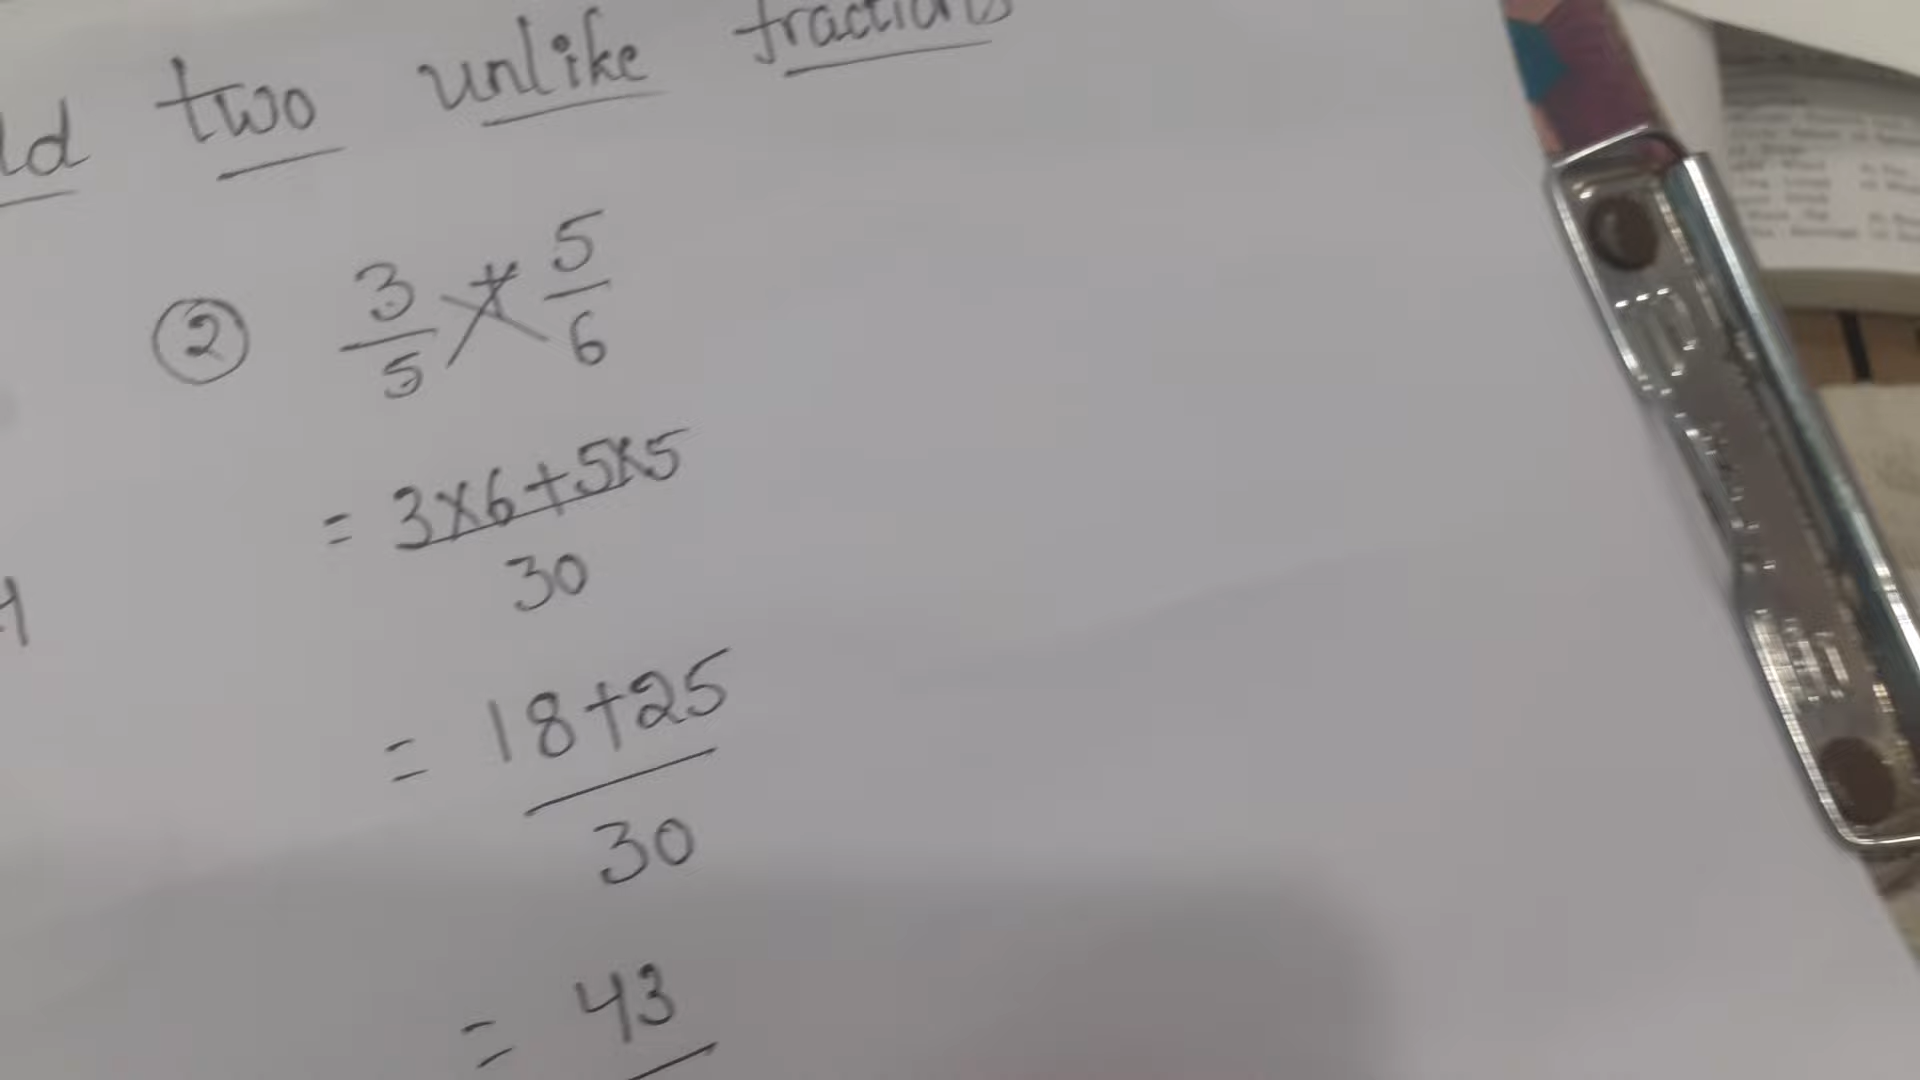 two unlike fractions
② 3/5 + 5/6
= 3×6+5×5/30
= 18+25/30
= 43